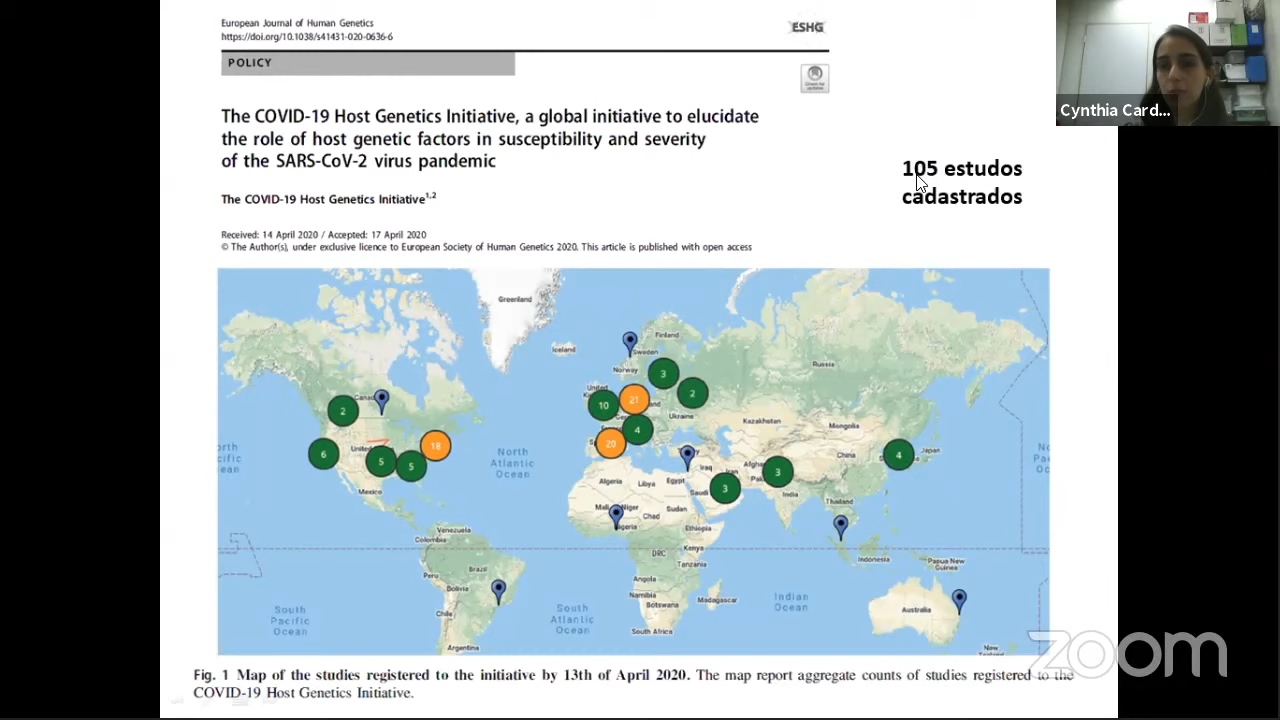 European Journal of Human Genetics
https://doi.org/10.1038/s41431-020-0636-6
ESHG
POLICY
The COVID-19 Host Genetics Initiative, a global initiative to elucidate
the role of host genetic factors in susceptibility and severity
of the SARS-CoV-2 virus pandemic
The COVID-19 Host Genetics Initiative1,2
Received: 14 April 2020 / Accepted: 17 April 2020
© The Author(s), under exclusive licence to European Society of Human Genetics 2020. This article is published with open access
Cynthia Card...
105 estudos
cadastrados
Greenland
Iceland
Finland
Sweden
Norway
Russia
United
3
2
10
21
Ukraine
4
20
Kazakhstan
Mongolia
2
6
5
5
18
North
Atlantic
Ocean
Iraq
China
4
Japan
3
3
Mexico
Algeria
Libya
Egypt
India
Mali
Niger
Chad
Sudan
Thailand
Venezuela
Colombia
Ethiopia
DRC
Kenya
Tanzania
Indonesia
Papua New
Guinea
Peru
Brazil
Bolivia
Angola
Namibia
Botswana
Madagascar
Indian
Ocean
Australia
Chile
South
Pacific
Ocean
South
Atlantic
Ocean
South Africa
Argentina
zoom
Fig. 1 Map of the studies registered to the initiative by 13th of April 2020. The map report aggregate counts of studies registered to the
COVID-19 Host Genetics Initiative.